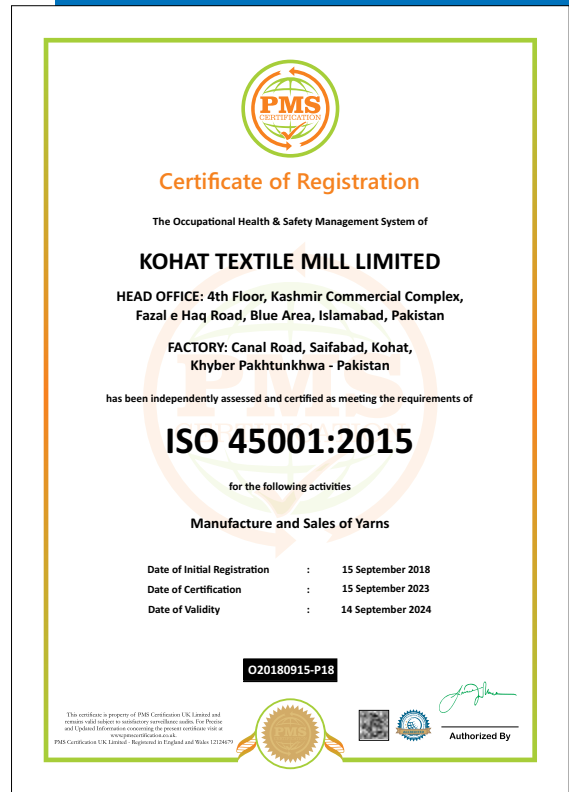 PMS
CERTIFICATION
Certificate of Registration
The Occupational Health & Safety Management System of
KOHAT TEXTILE MILL LIMITED
HEAD OFFICE: 4th Floor, Kashmir Commercial Complex,
Fazal e Haq Road, Blue Area, Islamabad, Pakistan
FACTORY: Canal Road, Saifabad, Kohat,
Khyber Pakhtunkhwa - Pakistan
has been independently assessed and certified as meeting the requirements of
ISO 45001:2015
for the following activities
Manufacture and Sales of Yarns
Date of Initial Registration : 15 September 2018
Date of Certification : 15 September 2023
Date of Validity : 14 September 2024
O20180915-P18
This certificate is property of PMS Certification UK Limited and
remains valid subject to satisfactory surveillance audits. For Precise
and Updated Information concerning the present certificate visit at
www.pmscertification.co.uk.
PMS Certification UK Limited - Registered in England and Wales 12124679
PMS
Authorized By